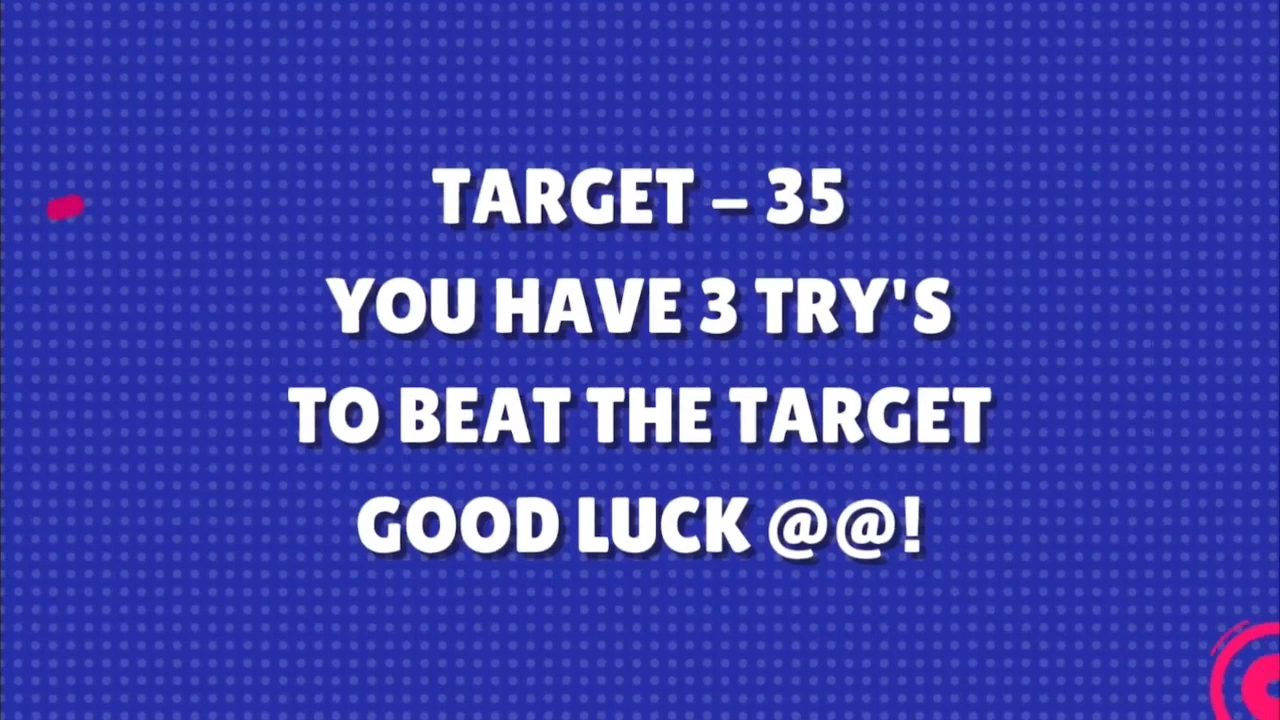 TARGET – 35
YOU HAVE 3 TRY'S
TO BEAT THE TARGET
GOOD LUCK @@!